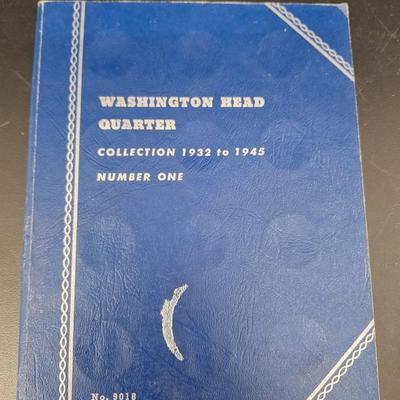 WASHINGTON HEAD
QUARTER
COLLECTION 1932 to 1945
NUMBER ONE
No. 9018